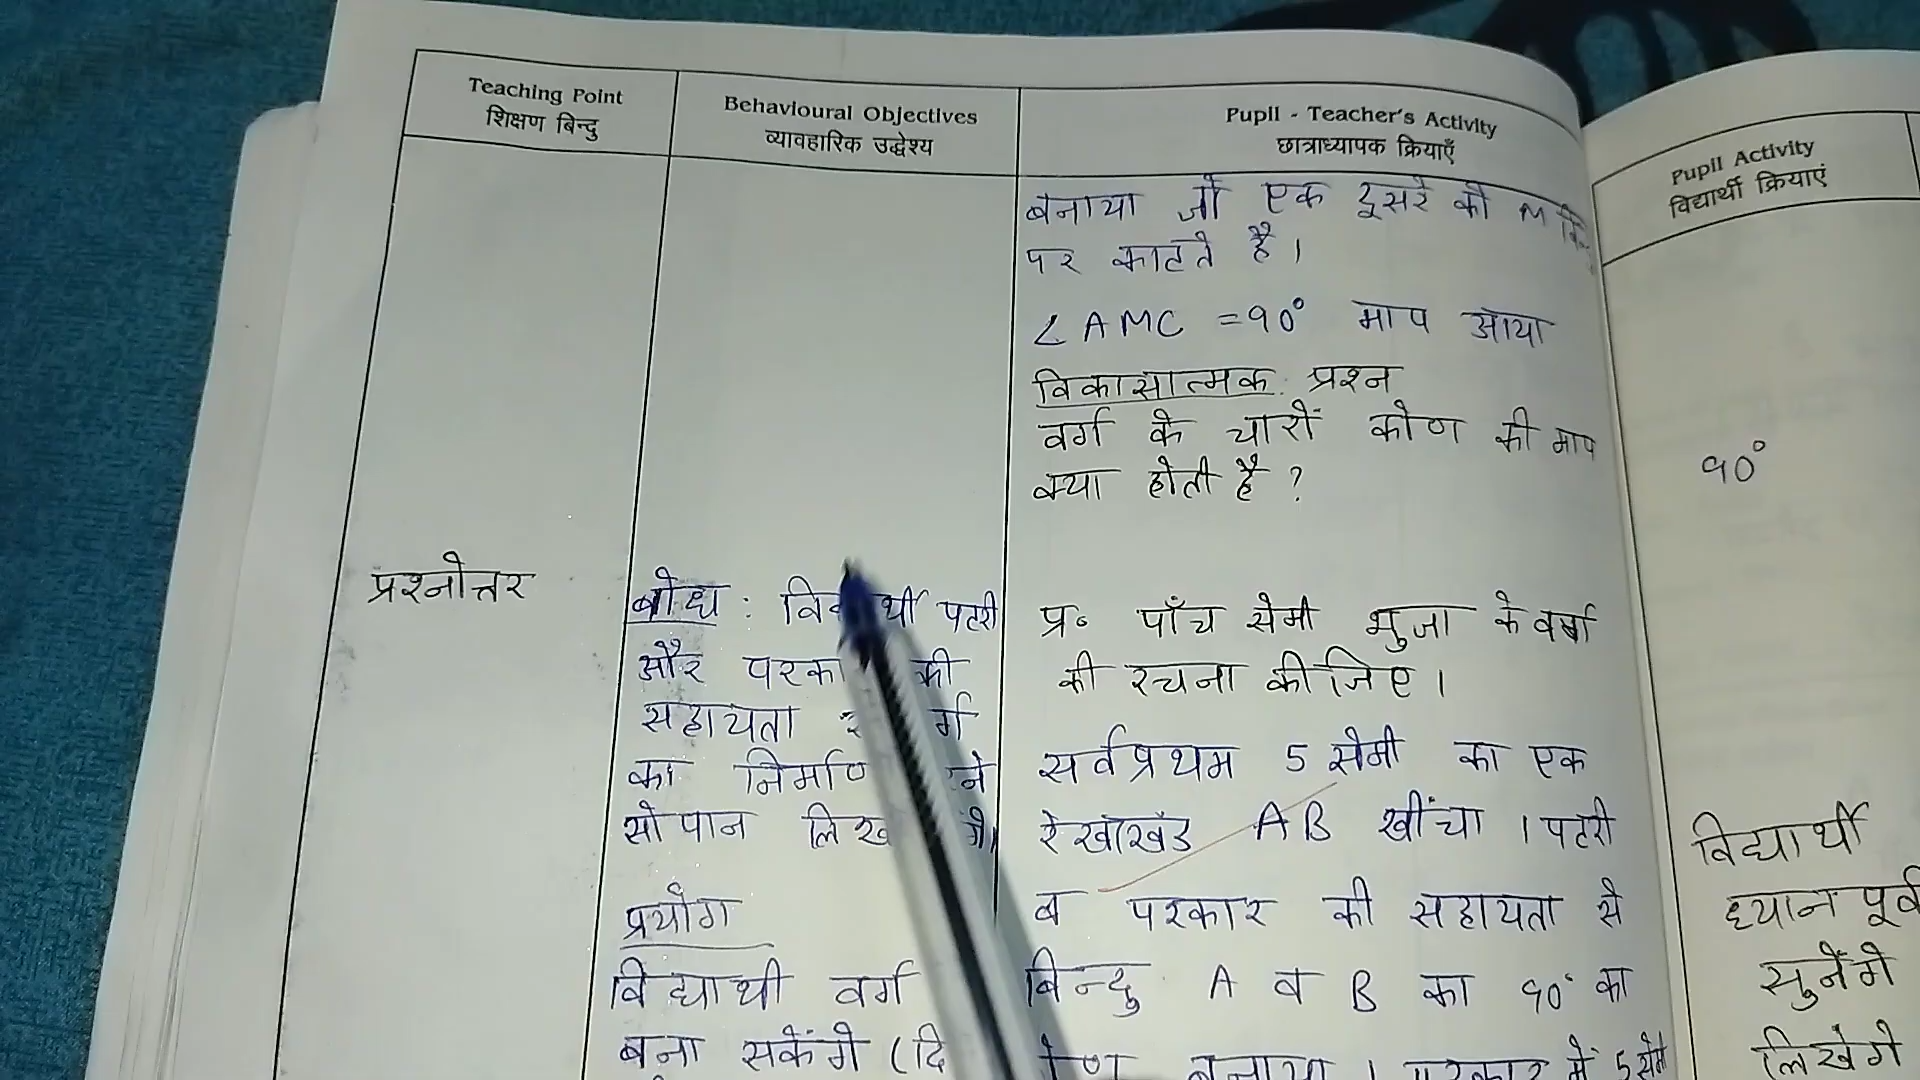 Teaching Point
शिक्षण बिन्दु
Behavioural Objectives
व्यावहारिक उद्धेश्य
Pupil - Teacher's Activity
छात्राध्यापक क्रियाएँ
Pupil Activity
विद्यार्थी क्रियाएं
बनाया जो एक दूसरे को M
पर काटते है।
∠AMC = 90° माप आया
विकासात्मक प्रश्न
वर्ग के चारों कोण की माप
क्या होती है ?
90°
प्रश्नोत्तर
बोध : पटरी
और की
सहायता
का
सोपान
प्रयोग
विद्यार्थी वर्ग
बना सकेंगे
प्र० पाँच सेमी भुजा के वर्ग
की रचना कीजिए।
सर्वप्रथम 5 सेमी का एक
रेखाखंड AB खींचा । पटरी
व परकार की सहायता से
बिन्दु A व B का 90° का
बनाया । परकार में 5 सेमी
विद्यार्थी
ध्यान पूर्व
सुनेंगे
लिखेंगे